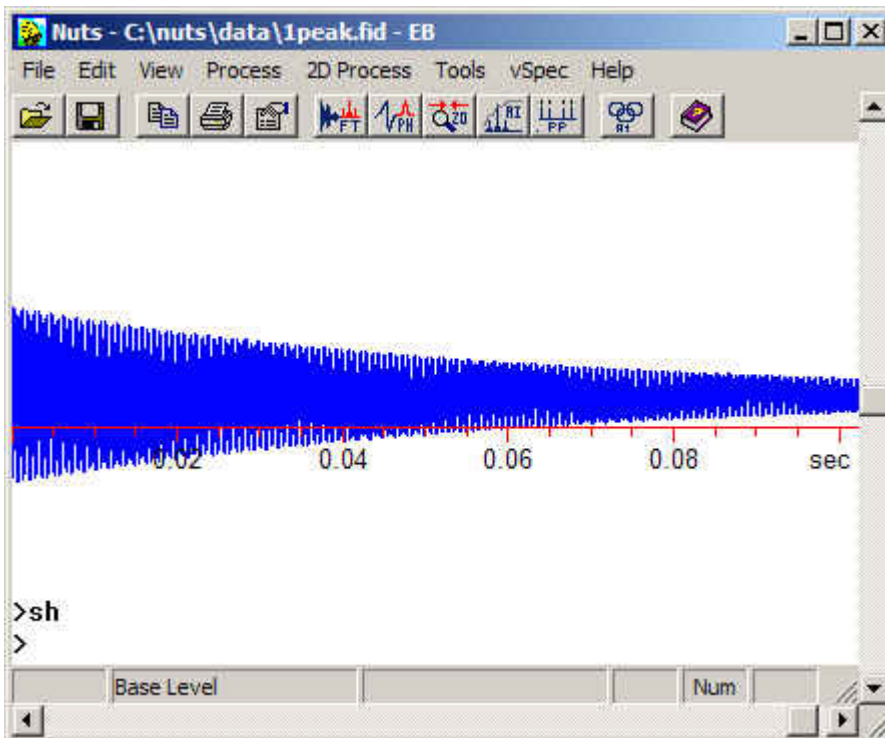 Nuts - C:\nuts\data\1peak.fid - EB
File Edit View Process 2D Process Tools vSpec Help
FT PH ZO RI PP A1
0.02 0.04 0.06 0.08 sec
>sh
>
Base Level Num